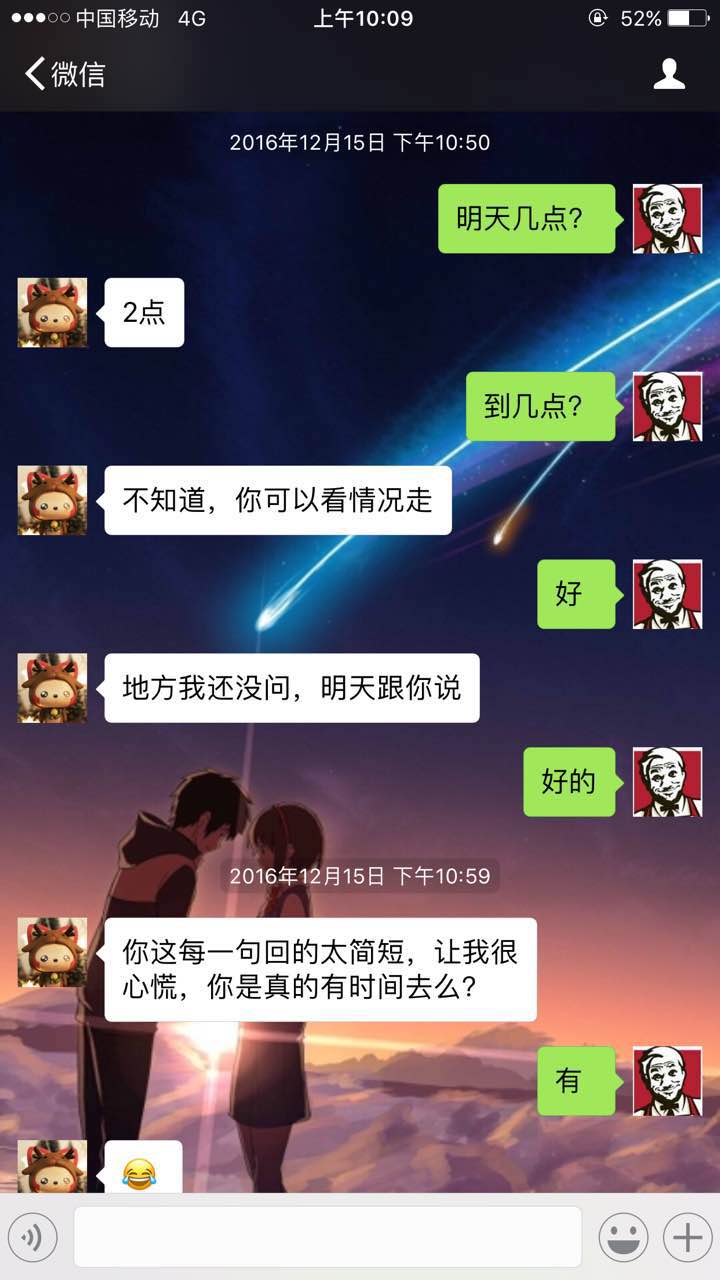 中国移动 4G 上午10:09 52%
微信
2016年12月15日 下午10:50
明天几点?
2点
到几点?
不知道，你可以看情况走
好
地方我还没问，明天跟你说
好的
2016年12月15日 下午10:59
你这每一句回的太简短，让我很
心慌，你是真的有时间去么?
有